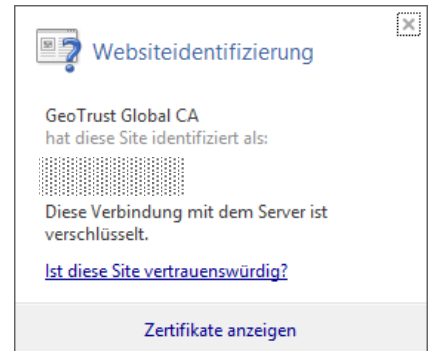 Websiteidentifizierung
GeoTrust Global CA
hat diese Site identifiziert als:
Diese Verbindung mit dem Server ist
verschlüsselt.
Ist diese Site vertrauenswürdig?
Zertifikate anzeigen